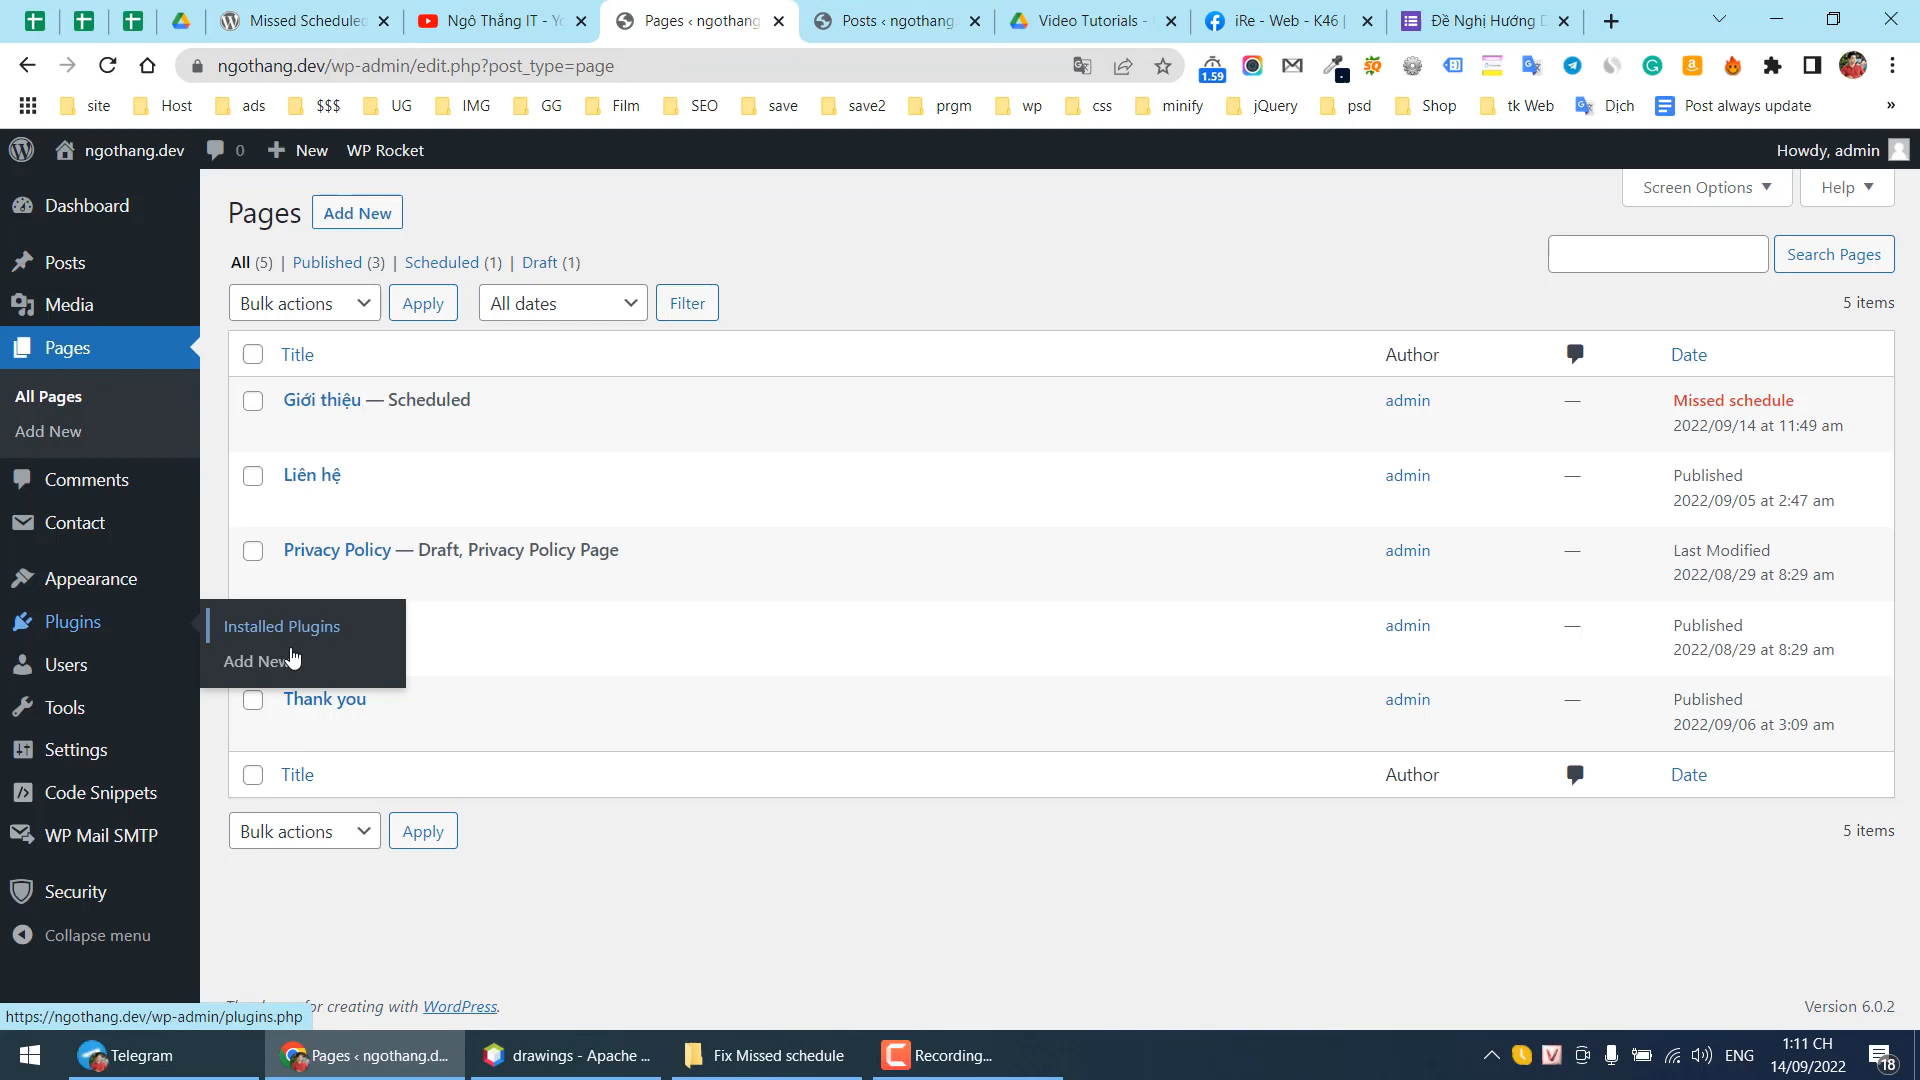 Missed Scheduled
Ngô Thắng IT - Yo
Pages ‹ ngothang
Posts ‹ ngothang.
Video Tutorials -
iRe - Web - K46 |
Đề Nghị Hướng D
ngothang.dev/wp-admin/edit.php?post_type=page
1.59
site
Host
ads
$$$
UG
IMG
GG
Film
SEO
save
save2
prgm
wp
css
minify
jQuery
psd
Shop
tk Web
Dịch
Post always update
»
ngothang.dev
0
New
WP Rocket
Howdy, admin
Dashboard
Posts
Media
Pages
All Pages
Add New
Comments
Contact
Appearance
Plugins
Installed Plugins
Add New
Users
Tools
Settings
Code Snippets
WP Mail SMTP
Security
Collapse menu
Screen Options
Help
Pages
Add New
All (5) | Published (3) | Scheduled (1) | Draft (1)
Search Pages
Bulk actions
Apply
All dates
Filter
5 items
Title
Author
Date
Giới thiệu — Scheduled
admin
—
Missed schedule
2022/09/14 at 11:49 am
Liên hệ
admin
—
Published
2022/09/05 at 2:47 am
Privacy Policy — Draft, Privacy Policy Page
admin
—
Last Modified
2022/08/29 at 8:29 am
admin
—
Published
2022/08/29 at 8:29 am
Thank you
admin
—
Published
2022/09/06 at 3:09 am
Title
Author
Date
Bulk actions
Apply
5 items
for creating with WordPress.
Version 6.0.2
https://ngothang.dev/wp-admin/plugins.php
Telegram
Pages ‹ ngothang.d...
drawings - Apache ...
Fix Missed schedule
Recording...
ENG
1:11 CH
14/09/2022
18